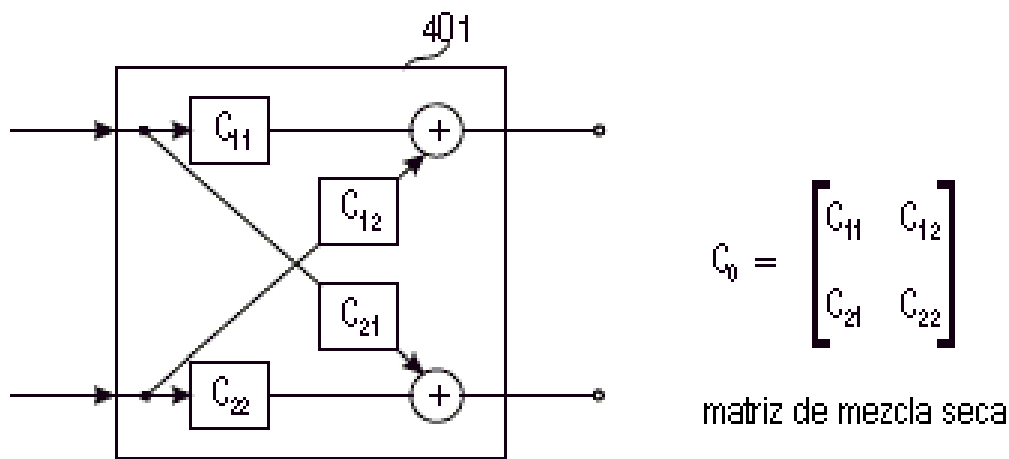 401
C11
+
C12
C21
C22
+
C0 = [ C11 C12
C21 C22 ]
matriz de mezcla seca